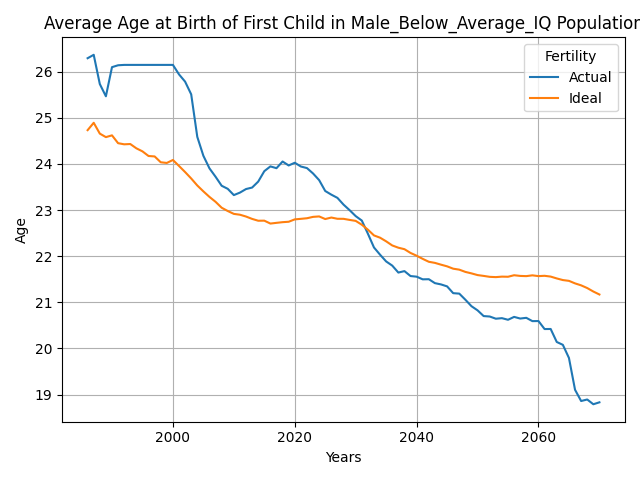 Average Age at Birth of First Child in Male_Below_Average_IQ Population
Fertility
Actual
Ideal
Age
26
25
24
23
22
21
20
19
2000 2020 2040 2060
Years